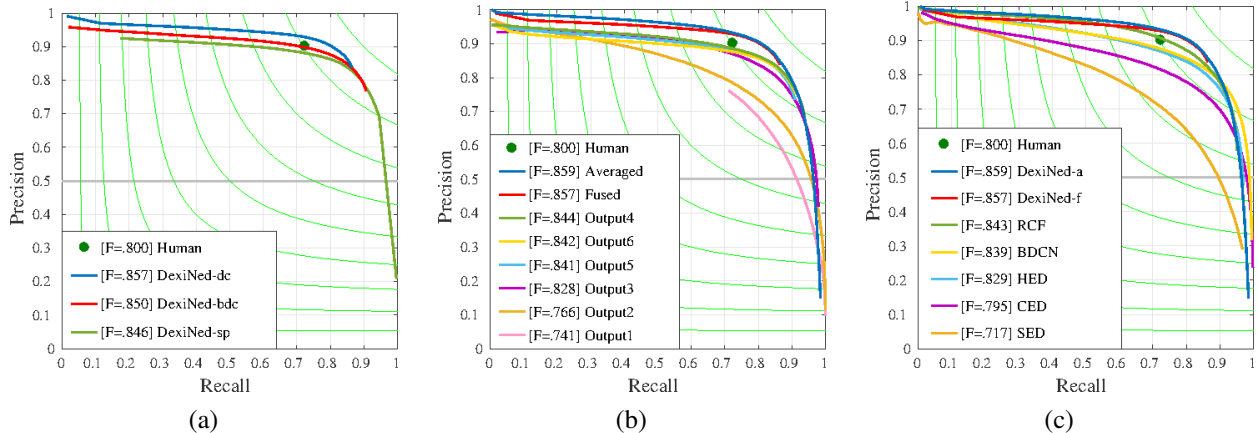 1
0.9
0.8
0.7
0.6
0.5
0.4
0.3
0.2
0.1
0
Precision
[F=.800] Human
[F=.857] DexiNed-dc
[F=.850] DexiNed-bdc
[F=.846] DexiNed-sp
0 0.1 0.2 0.3 0.4 0.5 0.6 0.7 0.8 0.9 1
Recall
(a)
1
0.9
0.8
0.7
0.6
0.5
0.4
0.3
0.2
0.1
0
Precision
[F=.800] Human
[F=.859] Averaged
[F=.857] Fused
[F=.844] Output4
[F=.842] Output6
[F=.841] Output5
[F=.828] Output3
[F=.766] Output2
[F=.741] Output1
0 0.1 0.2 0.3 0.4 0.5 0.6 0.7 0.8 0.9 1
Recall
(b)
1
0.9
0.8
0.7
0.6
0.5
0.4
0.3
0.2
0.1
0
Precision
[F=.800] Human
[F=.859] DexiNed-a
[F=.857] DexiNed-f
[F=.843] RCF
[F=.839] BDCN
[F=.829] HED
[F=.795] CED
[F=.717] SED
0 0.1 0.2 0.3 0.4 0.5 0.6 0.7 0.8 0.9 1
Recall
(c)